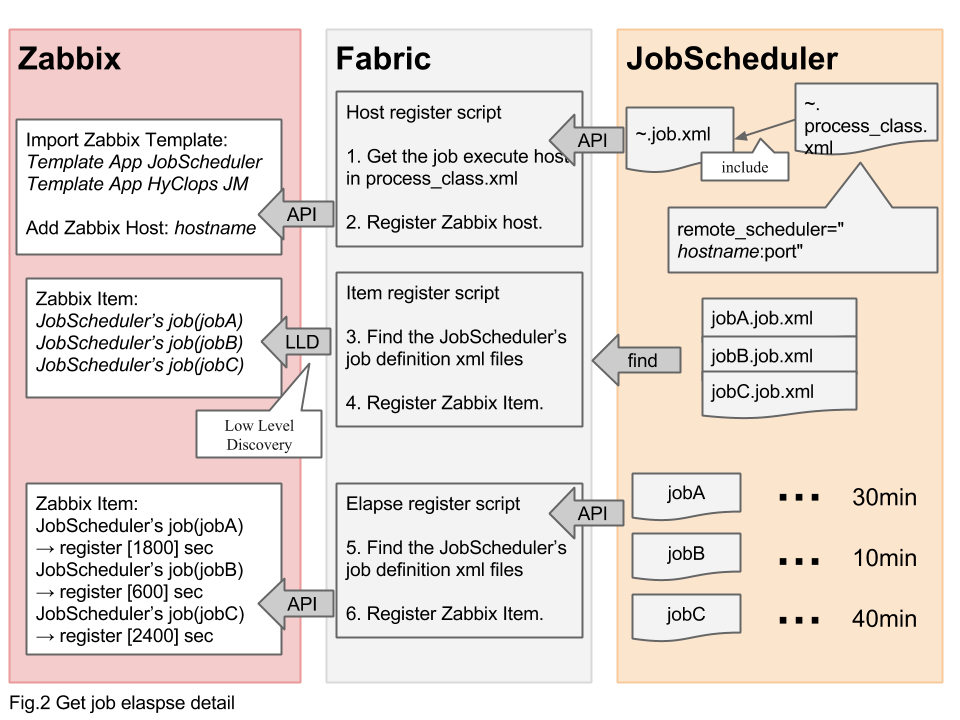 Zabbix
Import Zabbix Template:
Template App JobScheduler
Template App HyClops JM
Add Zabbix Host: hostname
API
Zabbix Item:
JobScheduler's job(jobA)
JobScheduler's job(jobB)
JobScheduler's job(jobC)
LLD
Low Level
Discovery
Zabbix Item:
JobScheduler's job(jobA)
→ register [1800] sec
JobScheduler's job(jobB)
→ register [600] sec
JobScheduler's job(jobC)
→ register [2400] sec
API
Fabric
Host register script
1. Get the job execute host
in process_class.xml
2. Register Zabbix host.
API
Item register script
3. Find the JobScheduler's
job definition xml files
4. Register Zabbix Item.
find
Elapse register script
5. Find the JobScheduler's
job definition xml files
6. Register Zabbix Item.
API
JobScheduler
~.job.xml
include
~.
process_class.
xml
remote_scheduler="
hostname:port"
jobA.job.xml
jobB.job.xml
jobC.job.xml
jobA ▪▪▪ 30min
jobB ▪▪▪ 10min
jobC ▪▪▪ 40min
Fig.2 Get job elaspse detail